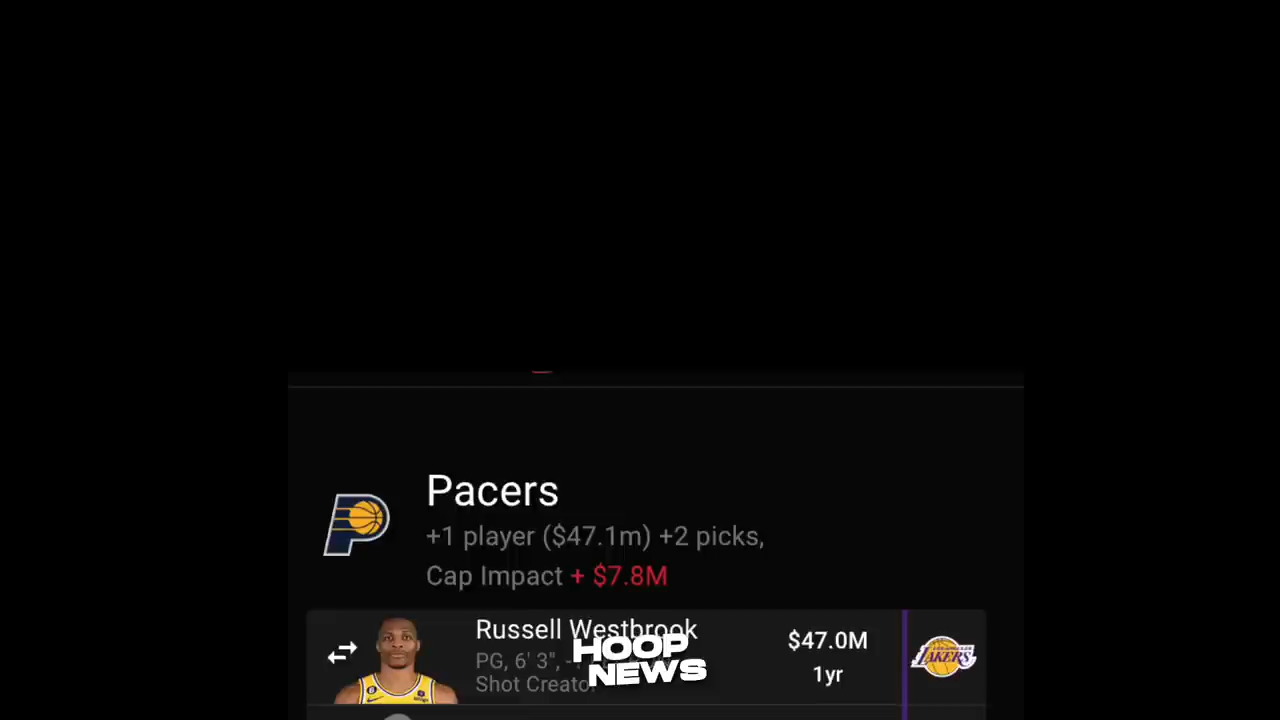 Pacers
+1 player ($47.1m) +2 picks,
Cap Impact + $7.8M
Russell Westbrook
$47.0M
PG, 6' 3",
1yr
Shot Creator
HOOP
NEWS
LAKERS